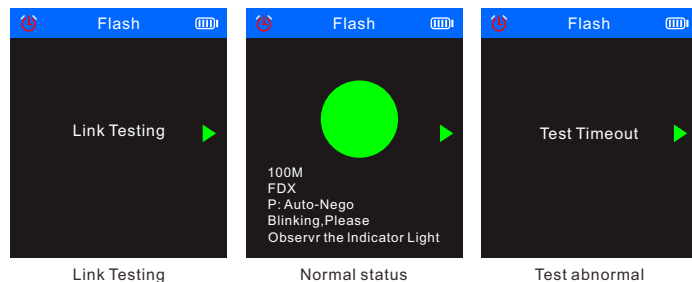 Flash
Link Testing
Link Testing
Flash
100M
FDX
P: Auto-Nego
Blinking,Please
Observr the Indicator Light
Normal status
Flash
Test Timeout
Test abnormal